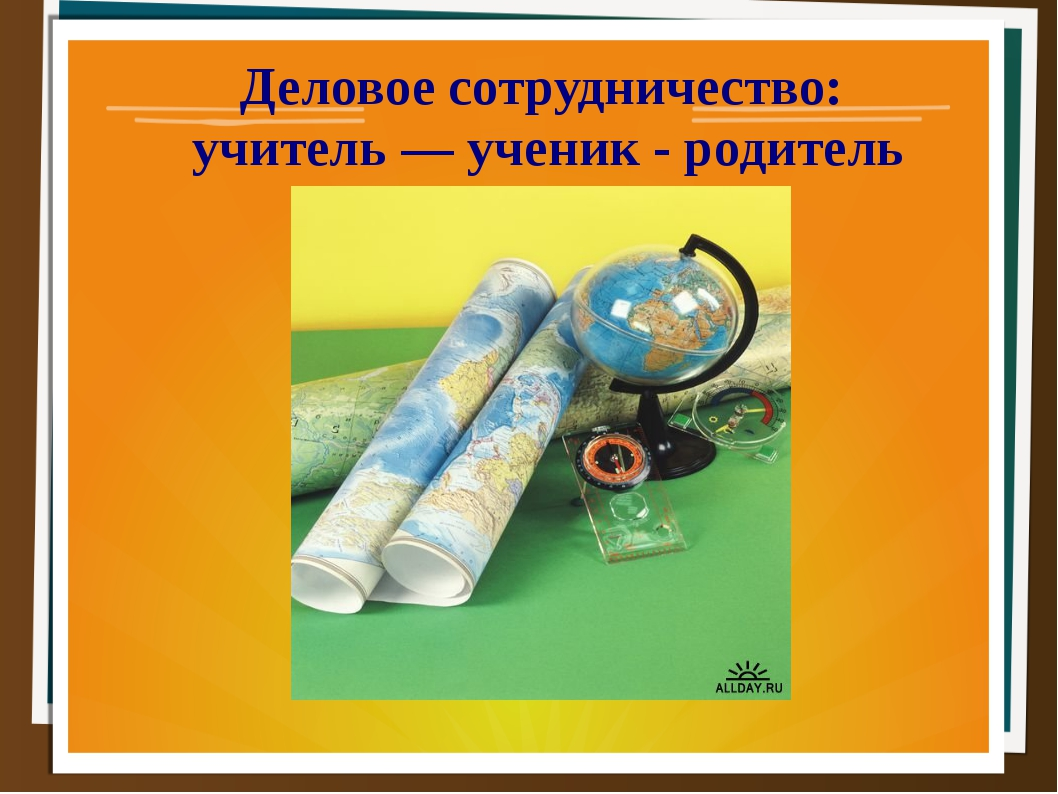 Деловое сотрудничество:
учитель — ученик - родитель
ALLDAY.RU